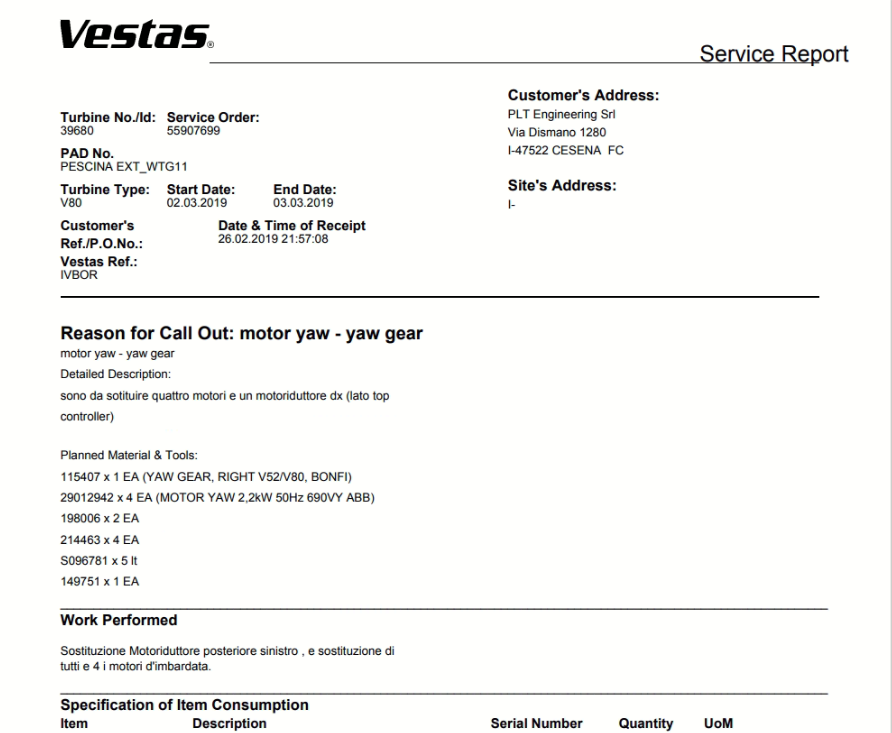 Vestas®
Service Report
Customer's Address:
PLT Engineering Srl
Via Dismano 1280
I-47522 CESENA FC
Site's Address:
I-
Turbine No./Id: Service Order:
39680 55907699
PAD No.
PESCINA EXT_WTG11
Turbine Type: Start Date: End Date:
V80 02.03.2019 03.03.2019
Customer's Date & Time of Receipt
Ref./P.O.No.: 26.02.2019 21:57:08
Vestas Ref.:
IVBOR
Reason for Call Out: motor yaw - yaw gear
motor yaw - yaw gear
Detailed Description:
sono da sotituire quattro motori e un motoriduttore dx (lato top
controller)
Planned Material & Tools:
115407 x 1 EA (YAW GEAR, RIGHT V52/V80, BONFI)
29012942 x 4 EA (MOTOR YAW 2,2kW 50Hz 690VY ABB)
198006 x 2 EA
214463 x 4 EA
S096781 x 5 lt
149751 x 1 EA
Work Performed
Sostituzione Motoriduttore posteriore sinistro , e sostituzione di
tutti e 4 i motori d'imbardata.
Specification of Item Consumption
Item Description Serial Number Quantity UoM